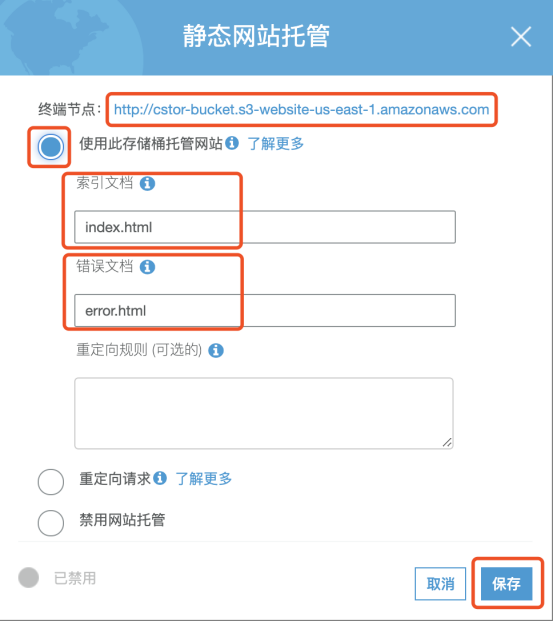 静态网站托管
终端节点：http://cstor-bucket.s3-website-us-east-1.amazonaws.com
使用此存储桶托管网站 了解更多
索引文档
index.html
错误文档
error.html
重定向规则 (可选的)
重定向请求 了解更多
禁用网站托管
已禁用
取消
保存